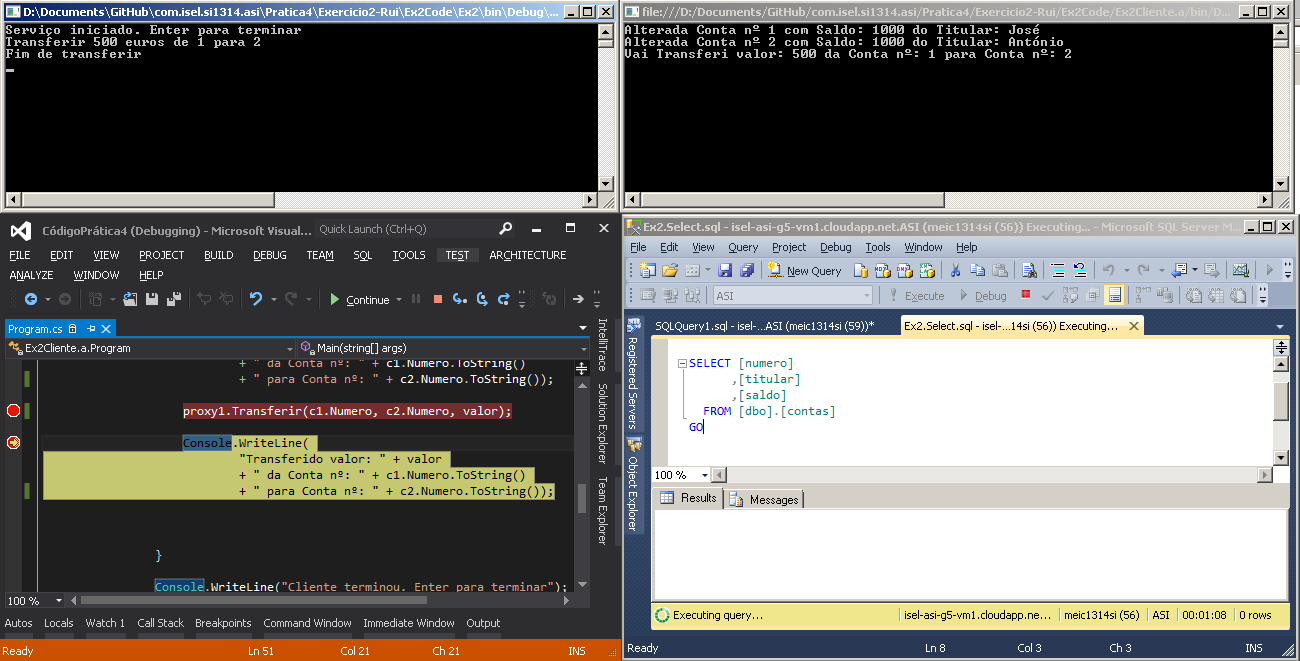 D:\Documents\GitHub\com.isel.si1314.asi\Pratica4\Exercicio2-Rui\Ex2Code\Ex2\bin\Debug\...
Serviço iniciado. Enter para terminar
Transferir 500 euros de 1 para 2
Fim de transferir
file:///D:/Documents/GitHub/com.isel.si1314.asi/Pratica4/Exercicio2-Rui/Ex2Code/Ex2Cliente.a/bin/D...
Alterada Conta nº 1 com Saldo: 1000 do Titular: José
Alterada Conta nº 2 com Saldo: 1000 do Titular: António
Vai Transferi valor: 500 da Conta nº: 1 para Conta nº: 2
CódigoPrática4 (Debugging) - Microsoft Visual...
Quick Launch (Ctrl+Q)
FILE EDIT VIEW PROJECT BUILD DEBUG TEAM SQL TOOLS TEST ARCHITECTURE
ANALYZE WINDOW HELP
Continue
Program.cs
Ex2Cliente.a.Program
Main(string[] args)
+ " da Conta nº: " + c1.Numero.ToString()
+ " para Conta nº: " + c2.Numero.ToString());
proxy1.Transferir(c1.Numero, c2.Numero, valor);
Console.WriteLine(
"Transferido valor: " + valor
+ " da Conta nº: " + c1.Numero.ToString()
+ " para Conta nº: " + c2.Numero.ToString());
}
Console.WriteLine("Cliente terminou. Enter para terminar");
100 %
IntelliTrace
Solution Explorer
Team Explorer
Autos Locals Watch 1 Call Stack Breakpoints Command Window Immediate Window Output
Ready Ln 51 Col 21 Ch 21 INS
Ex2.Select.sql - isel-asi-g5-vm1.cloudapp.net.ASI (meic1314si (56)) Executing... - Microsoft SQL Server M...
File Edit View Query Project Debug Tools Window Help
New Query
ASI
Execute
Debug
SQLQuery1.sql - isel-...ASI (meic1314si (59))*
Ex2.Select.sql - isel-...14si (56)) Executing...
Registered Servers
Object Explorer
SELECT [numero]
,[titular]
,[saldo]
FROM [dbo].[contas]
GO
100 %
Results
Messages
Executing query...
isel-asi-g5-vm1.cloudapp.ne...
meic1314si (56)
ASI
00:01:08
0 rows
Ready Ln 8 Col 3 Ch 3 INS